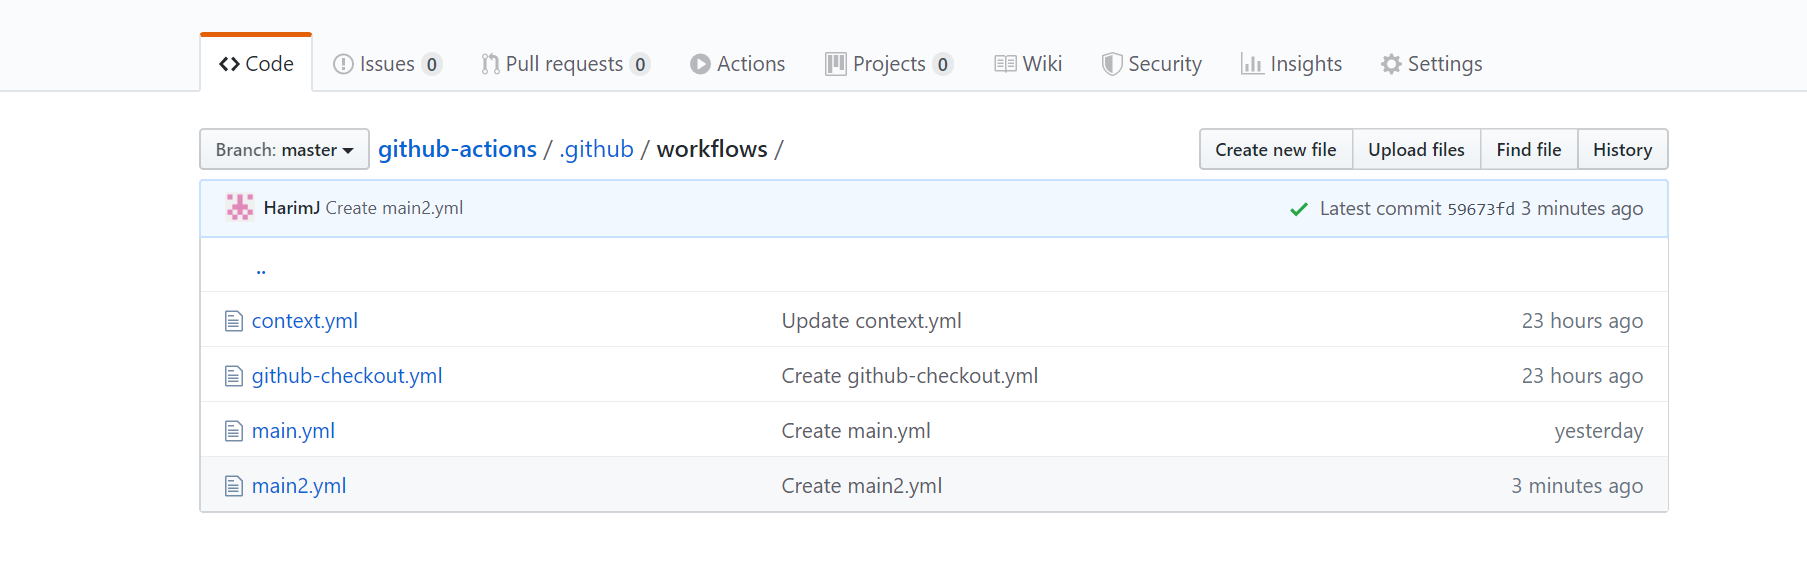 Code Issues 0 Pull requests 0 Actions Projects 0 Wiki Security Insights Settings
Branch: master github-actions / .github / workflows / Create new file Upload files Find file History
HarimJ Create main2.yml Latest commit 59673fd 3 minutes ago
..
context.yml Update context.yml 23 hours ago
github-checkout.yml Create github-checkout.yml 23 hours ago
main.yml Create main.yml yesterday
main2.yml Create main2.yml 3 minutes ago